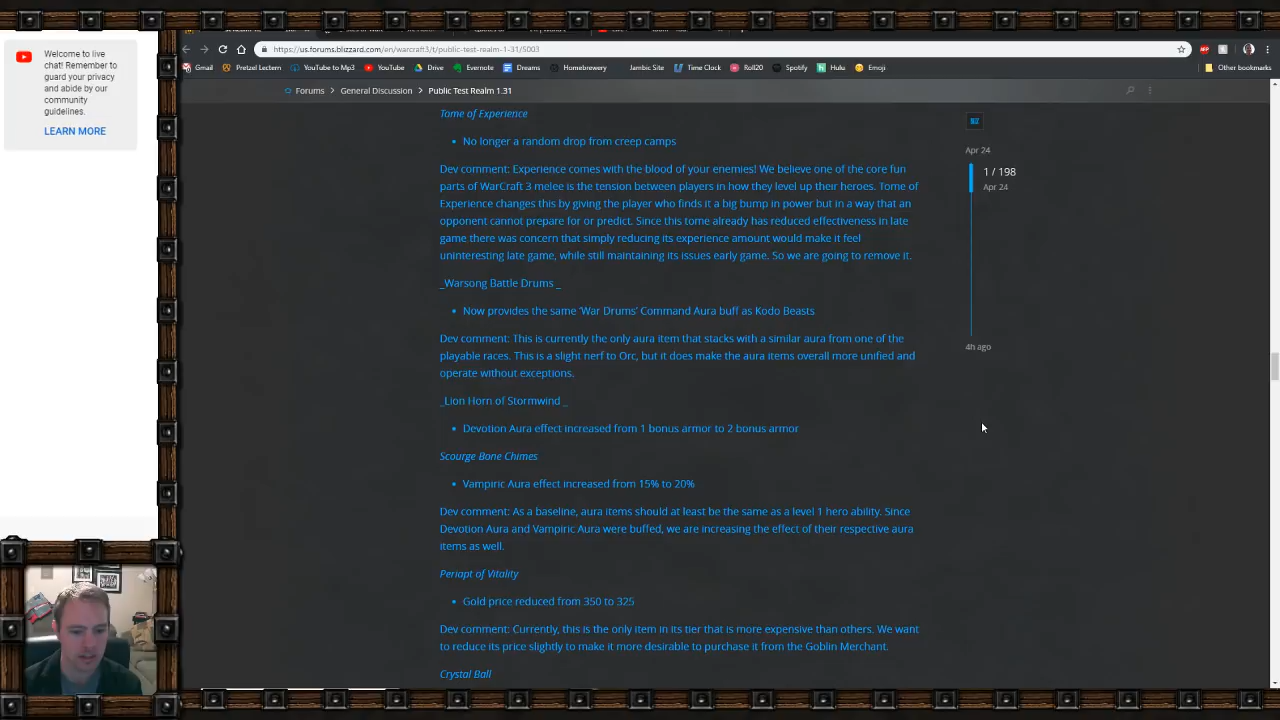 Welcome to live
chat! Remember to
guard your privacy
and abide by our
community
guidelines.
LEARN MORE
https://us.forums.blizzard.com/en/warcraft3/t/public-test-realm-1-31/5003
Gmail Pretzel Lectern YouTube to Mp3 YouTube Drive Evernote Dreams Homebrewery Jambic Site Time Clock Roll20 Spotify Hulu Emoji Other bookmarks
Forums General Discussion Public Test Realm 1.31
Tome of Experience
• No longer a random drop from creep camps
Dev comment: Experience comes with the blood of your enemies! We believe one of the core fun
parts of WarCraft 3 melee is the tension between players in how they level up their heroes. Tome of
Experience changes this by giving the player who finds it a big bump in power but in a way that an
opponent cannot prepare for or predict. Since this tome already has reduced effectiveness in late
game there was concern that simply reducing its experience amount would make it feel
uninteresting late game, while still maintaining its issues early game. So we are going to remove it.
_Warsong Battle Drums _
• Now provides the same ‘War Drums’ Command Aura buff as Kodo Beasts
Dev comment: This is currently the only aura item that stacks with a similar aura from one of the
playable races. This is a slight nerf to Orc, but it does make the aura items overall more unified and
operate without exceptions.
_Lion Horn of Stormwind _
• Devotion Aura effect increased from 1 bonus armor to 2 bonus armor
Scourge Bone Chimes
• Vampiric Aura effect increased from 15% to 20%
Dev comment: As a baseline, aura items should at least be the same as a level 1 hero ability. Since
Devotion Aura and Vampiric Aura were buffed, we are increasing the effect of their respective aura
items as well.
Periapt of Vitality
• Gold price reduced from 350 to 325
Dev comment: Currently, this is the only item in its tier that is more expensive than others. We want
to reduce its price slightly to make it more desirable to purchase it from the Goblin Merchant.
Crystal Ball
Apr 24
1 / 198
Apr 24
4h ago